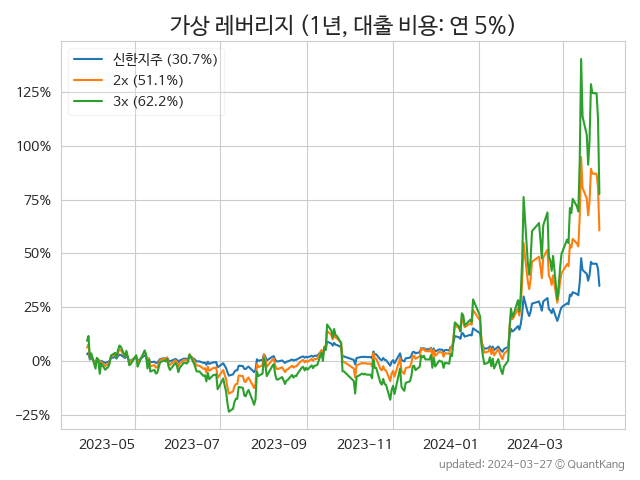 가상 레버리지 (1년, 대출 비용: 연 5%)
신한지주 (30.7%)
2x (51.1%)
3x (62.2%)
125%
100%
75%
50%
25%
0%
−25%
2023-05
2023-07
2023-09
2023-11
2024-01
2024-03
updated: 2024-03-27 © QuantKang